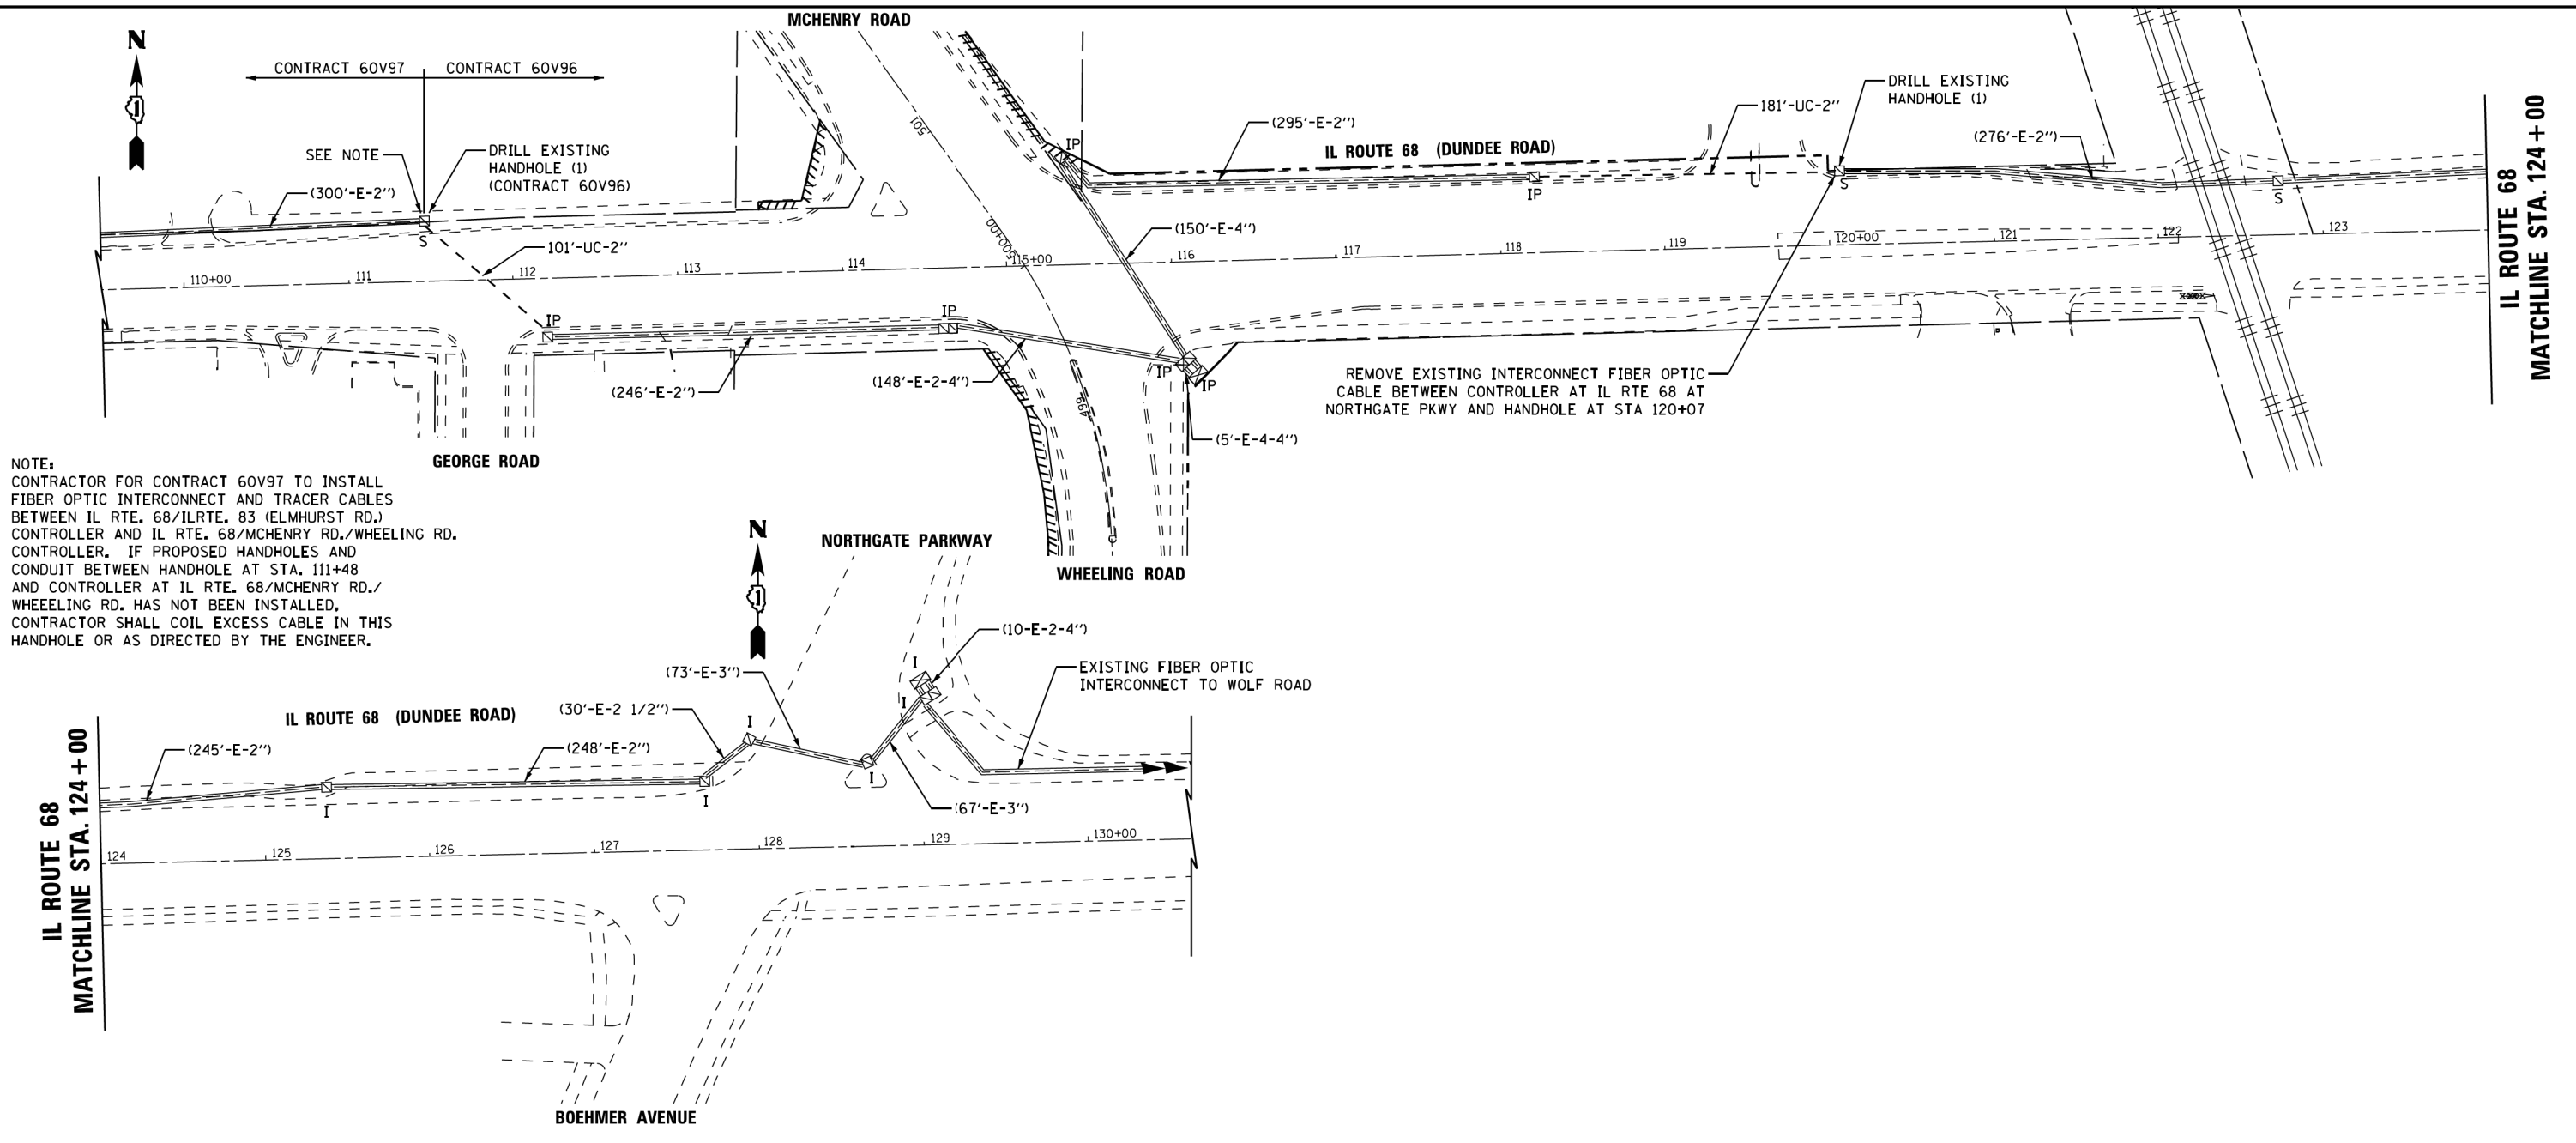 MCHENRY ROAD
N
1
CONTRACT 60V97
CONTRACT 60V96
SEE NOTE
DRILL EXISTING
HANDHOLE (1)
(CONTRACT 60V96)
(300'-E-2'')
S
101'-UC-2''
110+00
111
112
113
114
115+00
116
117
118
119
120+00
121
122
123
501
500+00
499
IP
(295'-E-2'')
IL ROUTE 68 (DUNDEE ROAD)
181'-UC-2''
DRILL EXISTING
HANDHOLE (1)
(276'-E-2'')
IP
S
S
(150'-E-4'')
IL ROUTE 68
MATCHLINE STA. 124+00
IP
IP
(246'-E-2'')
(148'-E-2-4'')
IP
IP
(5'-E-4-4'')
REMOVE EXISTING INTERCONNECT FIBER OPTIC
CABLE BETWEEN CONTROLLER AT IL RTE 68 AT
NORTHGATE PKWY AND HANDHOLE AT STA 120+07
GEORGE ROAD
WHEELING ROAD
NOTE:
CONTRACTOR FOR CONTRACT 60V97 TO INSTALL
FIBER OPTIC INTERCONNECT AND TRACER CABLES
BETWEEN IL RTE. 68/ILRTE. 83 (ELMHURST RD.)
CONTROLLER AND IL RTE. 68/MCHENRY RD./WHEELING RD.
CONTROLLER. IF PROPOSED HANDHOLES AND
CONDUIT BETWEEN HANDHOLE AT STA. 111+48
AND CONTROLLER AT IL RTE. 68/MCHENRY RD./
WHEEELING RD. HAS NOT BEEN INSTALLED,
CONTRACTOR SHALL COIL EXCESS CABLE IN THIS
HANDHOLE OR AS DIRECTED BY THE ENGINEER.
N
1
NORTHGATE PARKWAY
(10-E-2-4'')
(73'-E-3'')
I
EXISTING FIBER OPTIC
INTERCONNECT TO WOLF ROAD
IL ROUTE 68 (DUNDEE ROAD)
(30'-E-2 1/2'')
I
I
(245'-E-2'')
(248'-E-2'')
I
I
I
(67'-E-3'')
124
125
126
127
128
129
130+00
IL ROUTE 68
MATCHLINE STA. 124+00
BOEHMER AVENUE